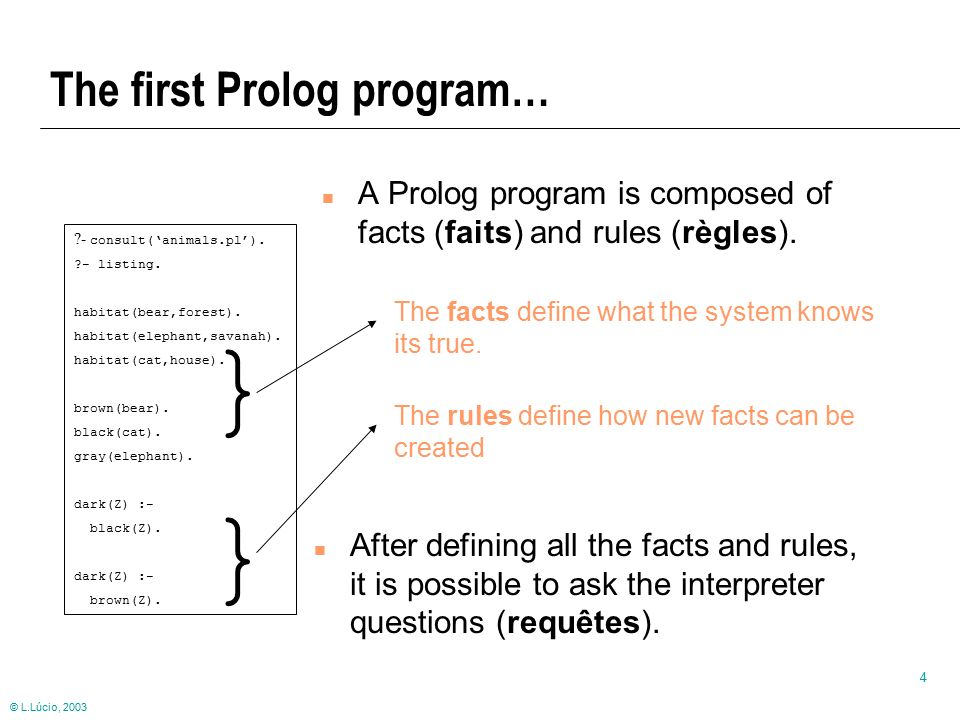 The first Prolog program…
A Prolog program is composed of
facts (faits) and rules (règles).
?- consult(‘animals.pl’).
?- listing.
habitat(bear,forest).
habitat(elephant,savanah).
habitat(cat,house).
brown(bear).
black(cat).
gray(elephant).
dark(Z) :-
black(Z).
dark(Z) :-
brown(Z).
}
}
The facts define what the system knows
its true.
The rules define how new facts can be
created
After defining all the facts and rules,
it is possible to ask the interpreter
questions (requêtes).
4
© L.Lúcio, 2003